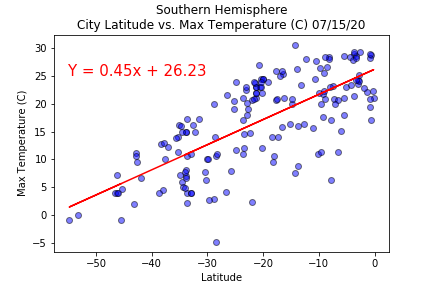 Southern Hemisphere
City Latitude vs. Max Temperature (C) 07/15/20
Y = 0.45x + 26.23
Max Temperature (C)
30
25
20
15
10
5
0
−5
−50
−40
−30
−20
−10
0
Latitude